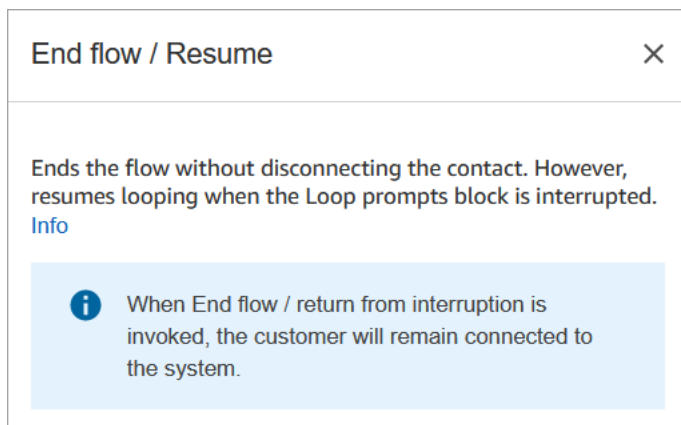 End flow / Resume
Ends the flow without disconnecting the contact. However,
resumes looping when the Loop prompts block is interrupted.
Info
When End flow / return from interruption is
invoked, the customer will remain connected to
the system.